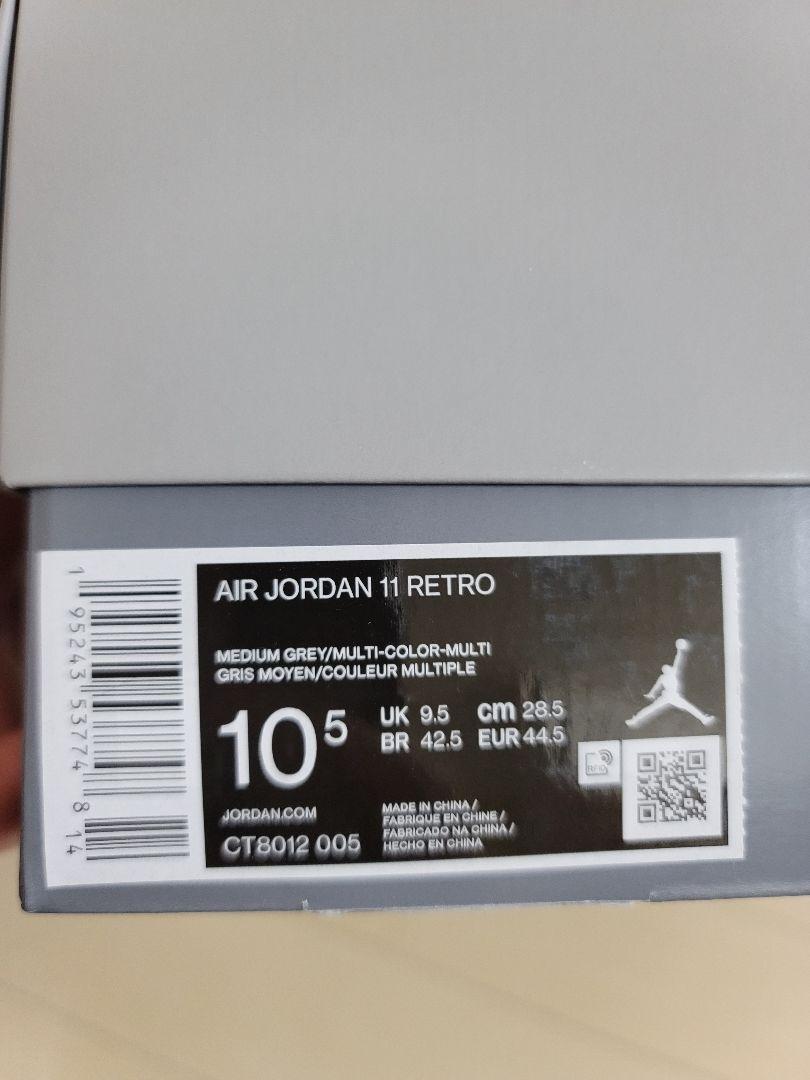 AIR JORDAN 11 RETRO
MEDIUM GREY/MULTI-COLOR-MULTI
GRIS MOYEN/COULEUR MULTIPLE
10 5
UK 9.5 cm 28.5
BR 42.5 EUR 44.5
JORDAN.COM
CT8012 005
MADE IN CHINA /
FABRIQUE EN CHINE /
FABRICADO NA CHINA /
HECHO EN CHINA
RFID
1 95243 53774 8 14